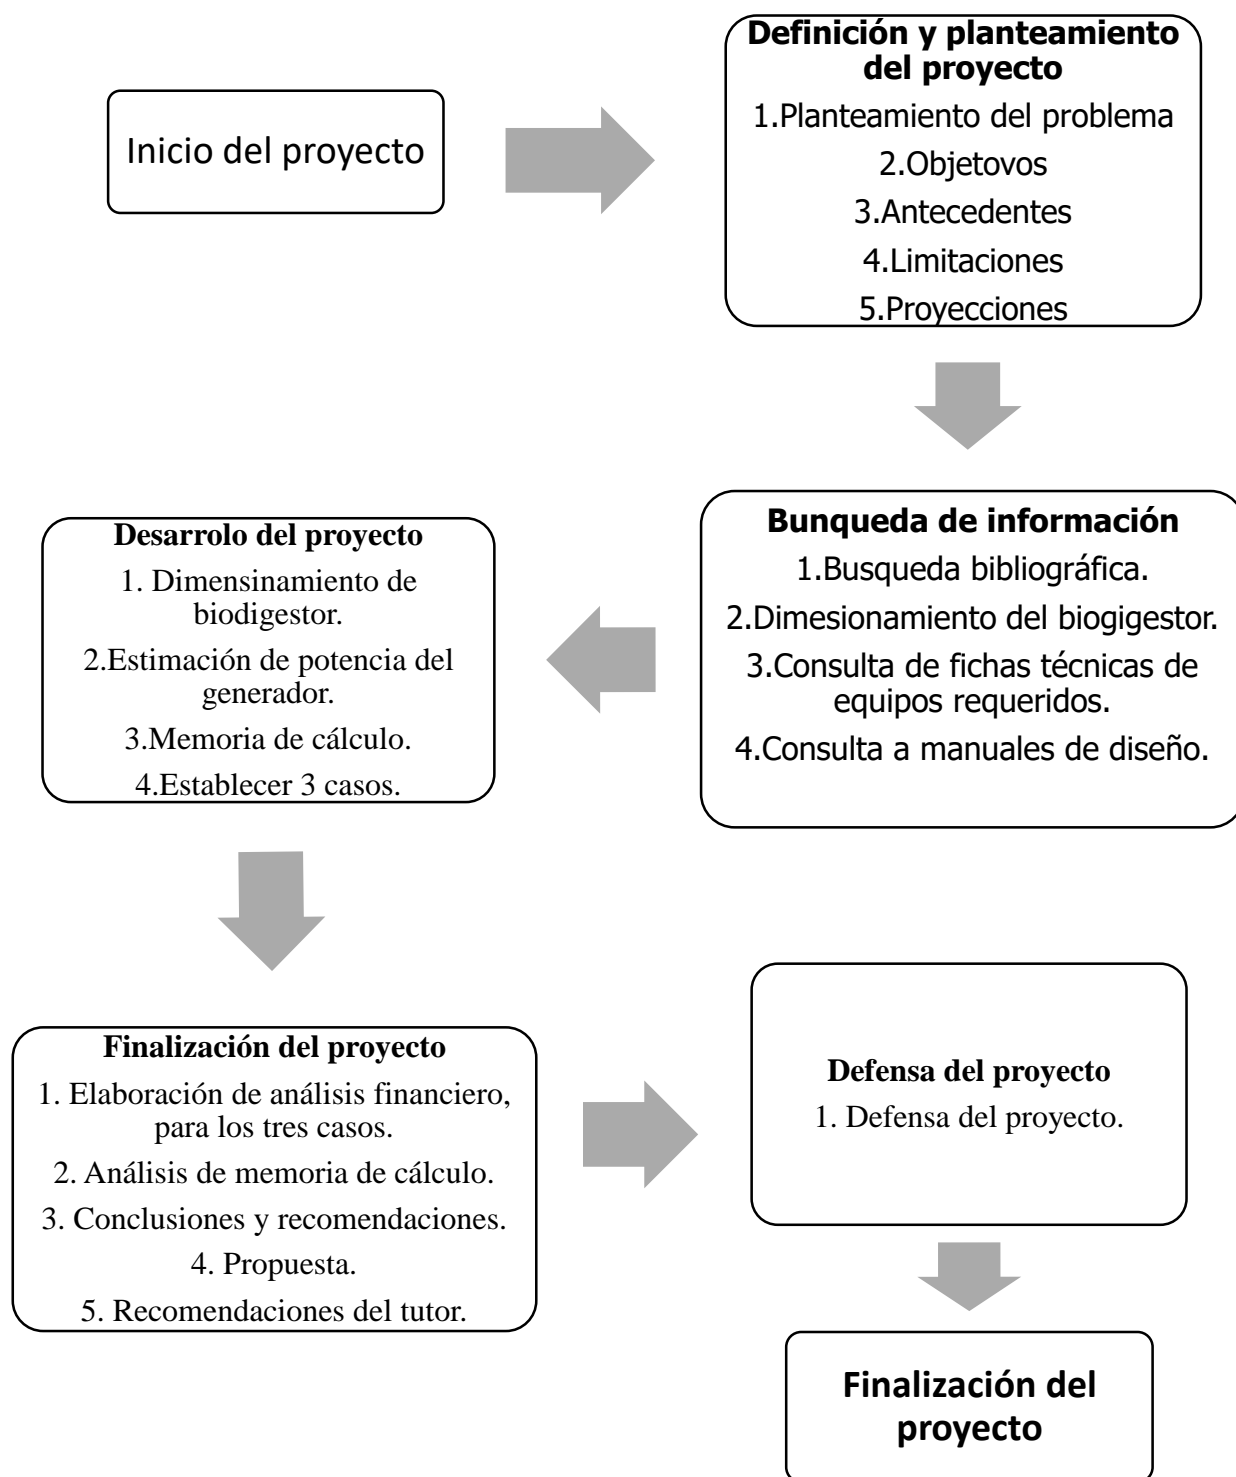 Inicio del proyecto
Definición y planteamiento
del proyecto
1.Planteamiento del problema
2.Objetovos
3.Antecedentes
4.Limitaciones
5.Proyecciones
Bunqueda de información
1.Busqueda bibliográfica.
2.Dimesionamiento del biogigestor.
3.Consulta de fichas técnicas de
equipos requeridos.
4.Consulta a manuales de diseño.
Desarrolo del proyecto
1. Dimensinamiento de
biodigestor.
2.Estimación de potencia del
generador.
3.Memoria de cálculo.
4.Establecer 3 casos.
Finalización del proyecto
1. Elaboración de análisis financiero,
para los tres casos.
2. Análisis de memoria de cálculo.
3. Conclusiones y recomendaciones.
4. Propuesta.
5. Recomendaciones del tutor.
Defensa del proyecto
1. Defensa del proyecto.
Finalización del
proyecto